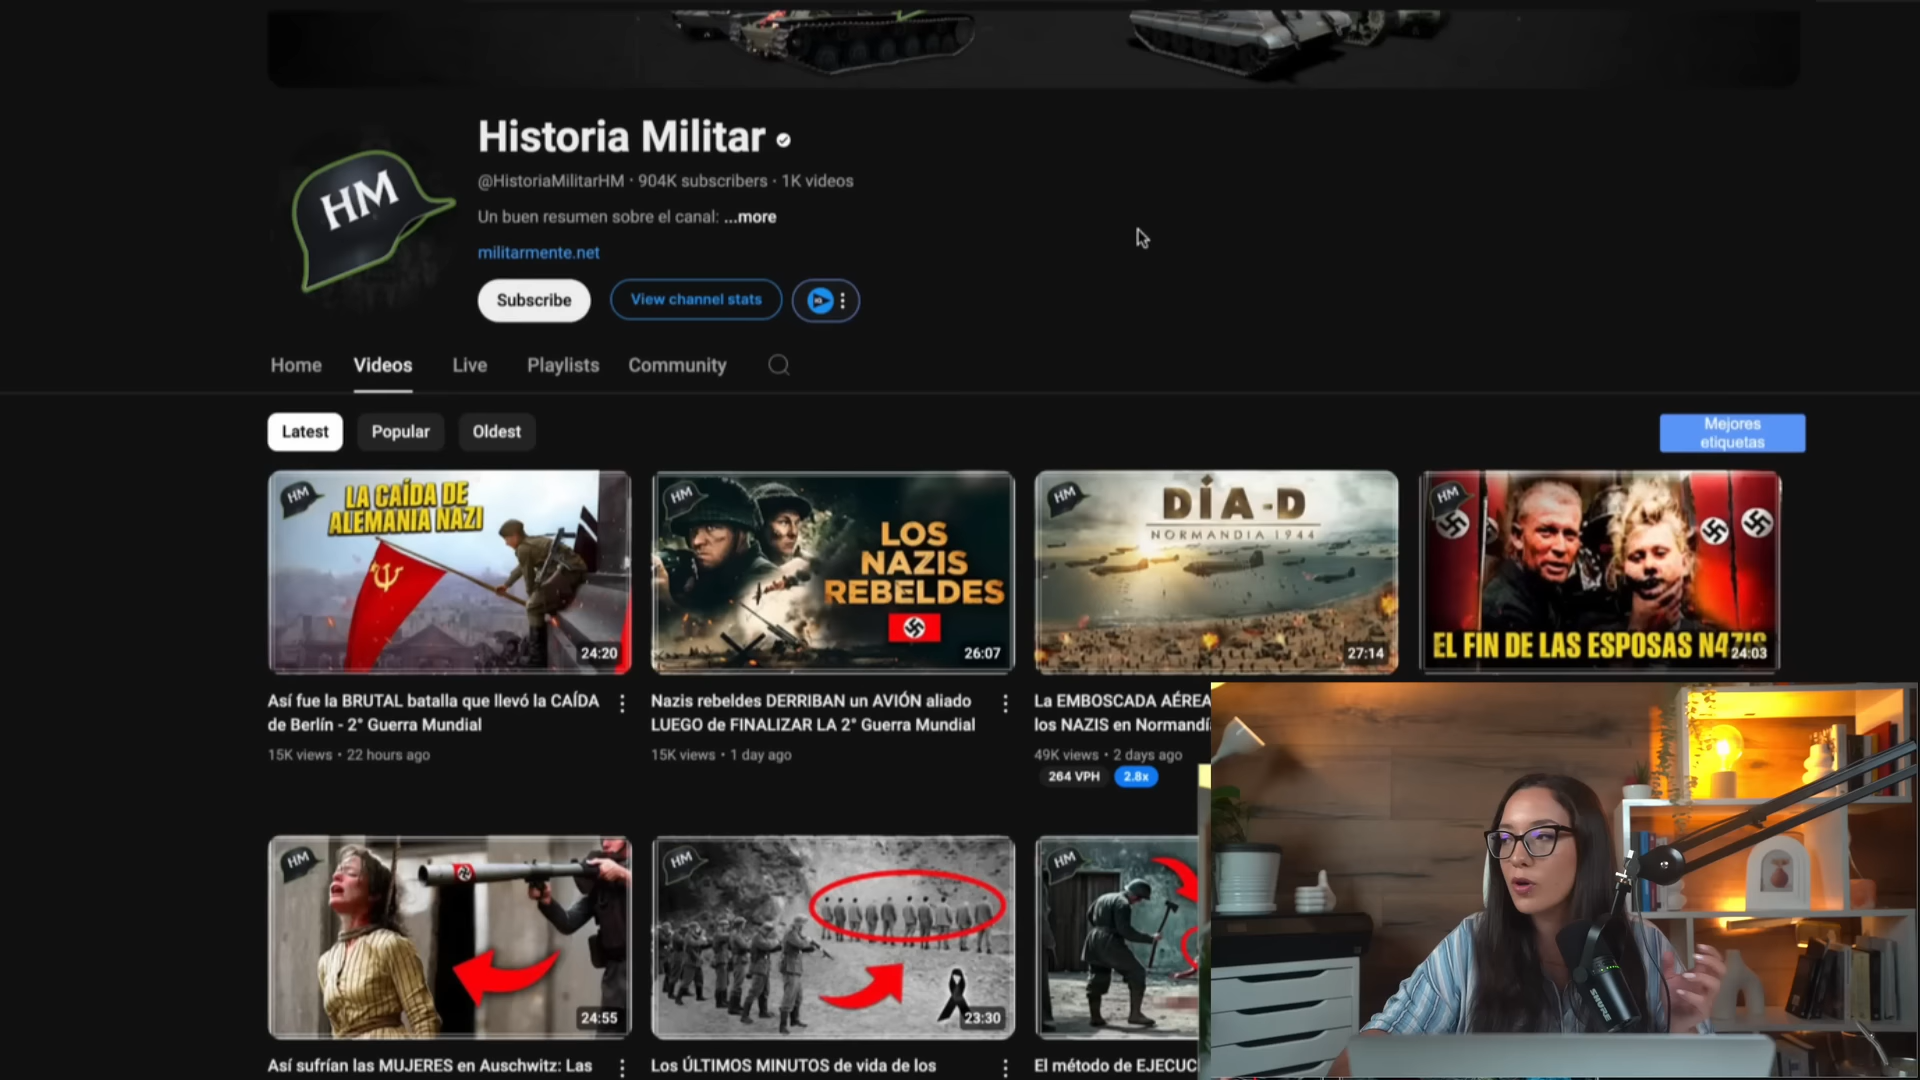 Historia Militar
@HistoriaMilitarHM · 904K subscribers · 1K videos
Un buen resumen sobre el canal: ...more
militarmente.net
Subscribe
View channel stats
HM
Home
Videos
Live
Playlists
Community
Latest
Popular
Oldest
Mejores
etiquetas
HM
LA CAÍDA DE
ALEMANIA NAZI
24:20
HM
LOS
NAZIS
REBELDES
26:07
HM
DÍA-D
NORMANDIA 1944
27:14
HM
EL FIN DE LAS ESPOSAS N4ZIS
24:03
Así fue la BRUTAL batalla que llevó la CAÍDA
de Berlín - 2° Guerra Mundial
15K views • 22 hours ago
Nazis rebeldes DERRIBAN un AVIÓN aliado
LUEGO de FINALIZAR LA 2° Guerra Mundial
15K views • 1 day ago
La EMBOSCADA AÉREA
los NAZIS en Normandí
49K views • 2 days ago
264 VPH
2.8x
HM
24:55
HM
23:30
HM
Así sufrían las MUJERES en Auschwitz: Las
Los ÚLTIMOS MINUTOS de vida de los
El método de EJECUC
SHURE